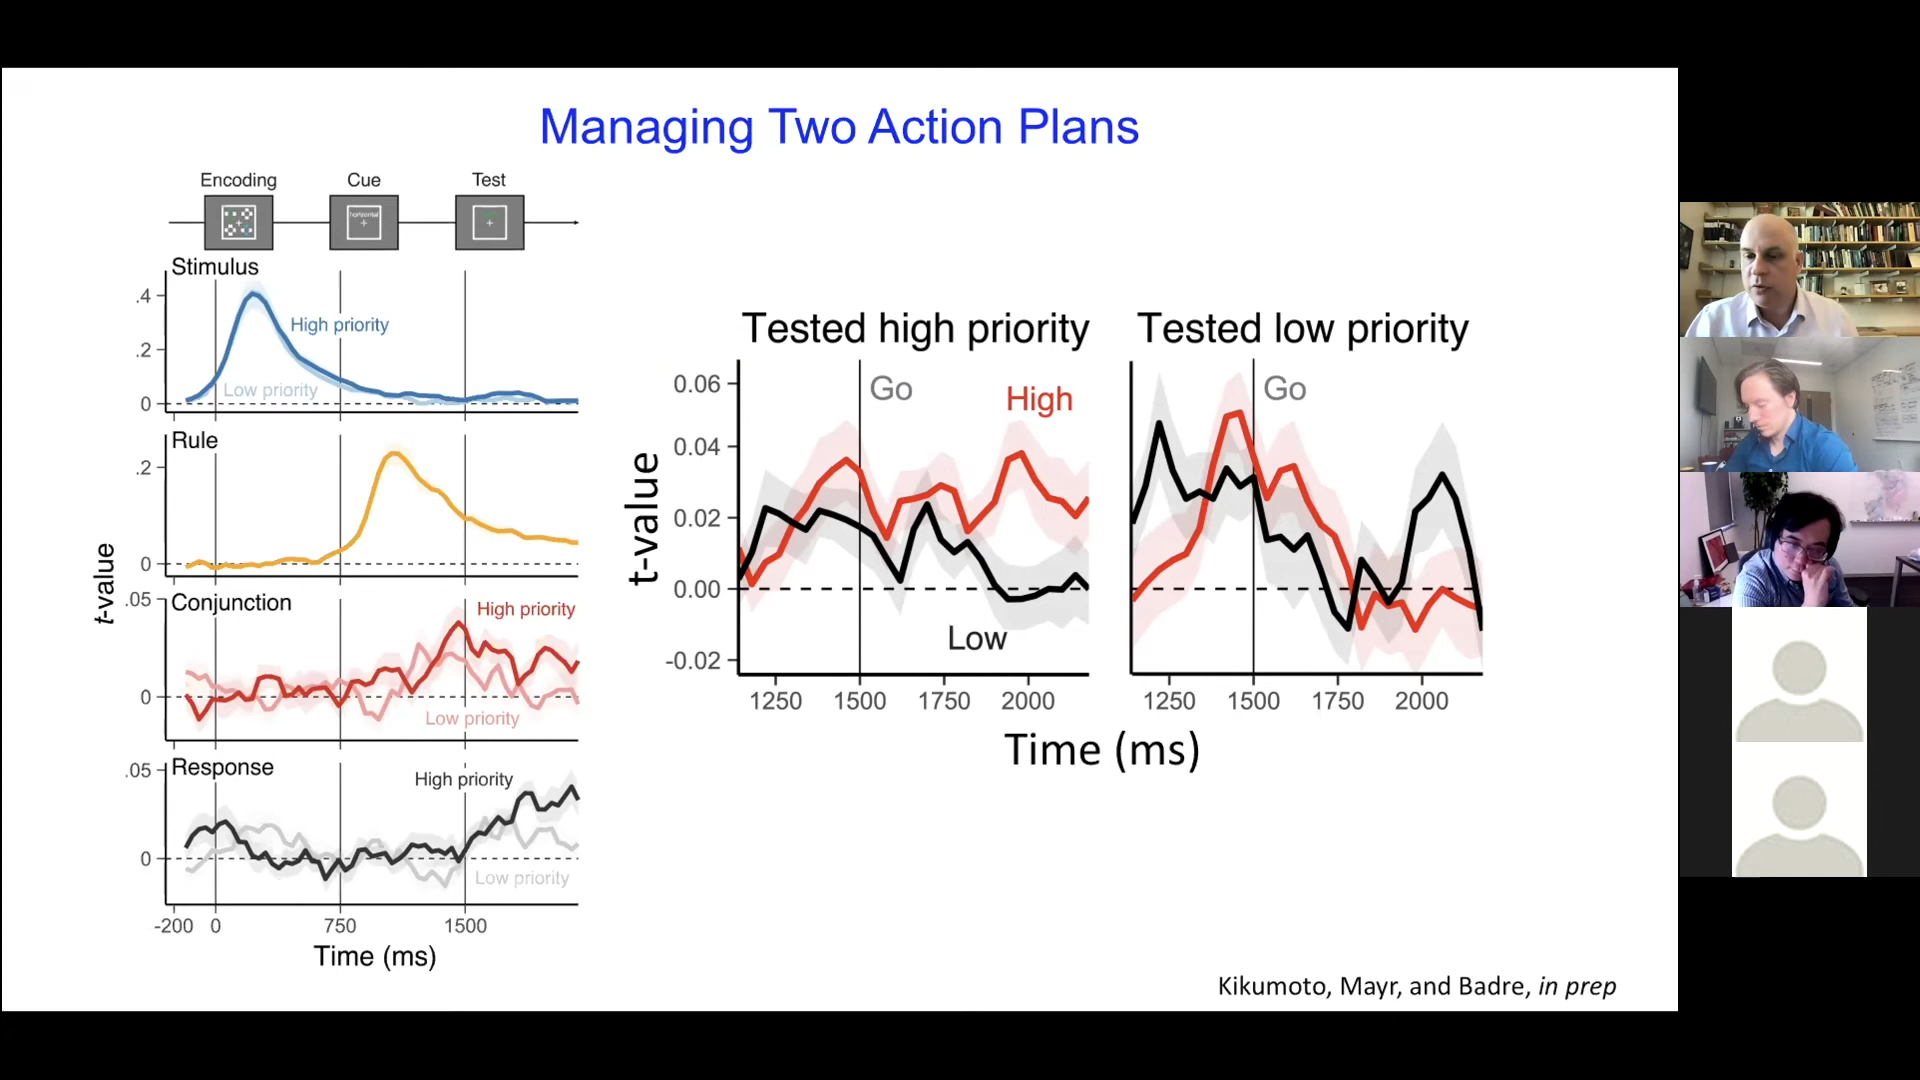 Managing Two Action Plans
Encoding
Cue
Test
horizontal
Stimulus
.4
.2
0
High priority
Low priority
Rule
.2
0
t-value
.05
Conjunction
0
High priority
Low priority
.05
Response
0
High priority
Low priority
-200 0 750 1500
Time (ms)
Tested high priority
Tested low priority
t-value
0.06
0.04
0.02
0.00
-0.02
Go
High
Low
Go
1250 1500 1750 2000
1250 1500 1750 2000
Time (ms)
Kikumoto, Mayr, and Badre, in prep